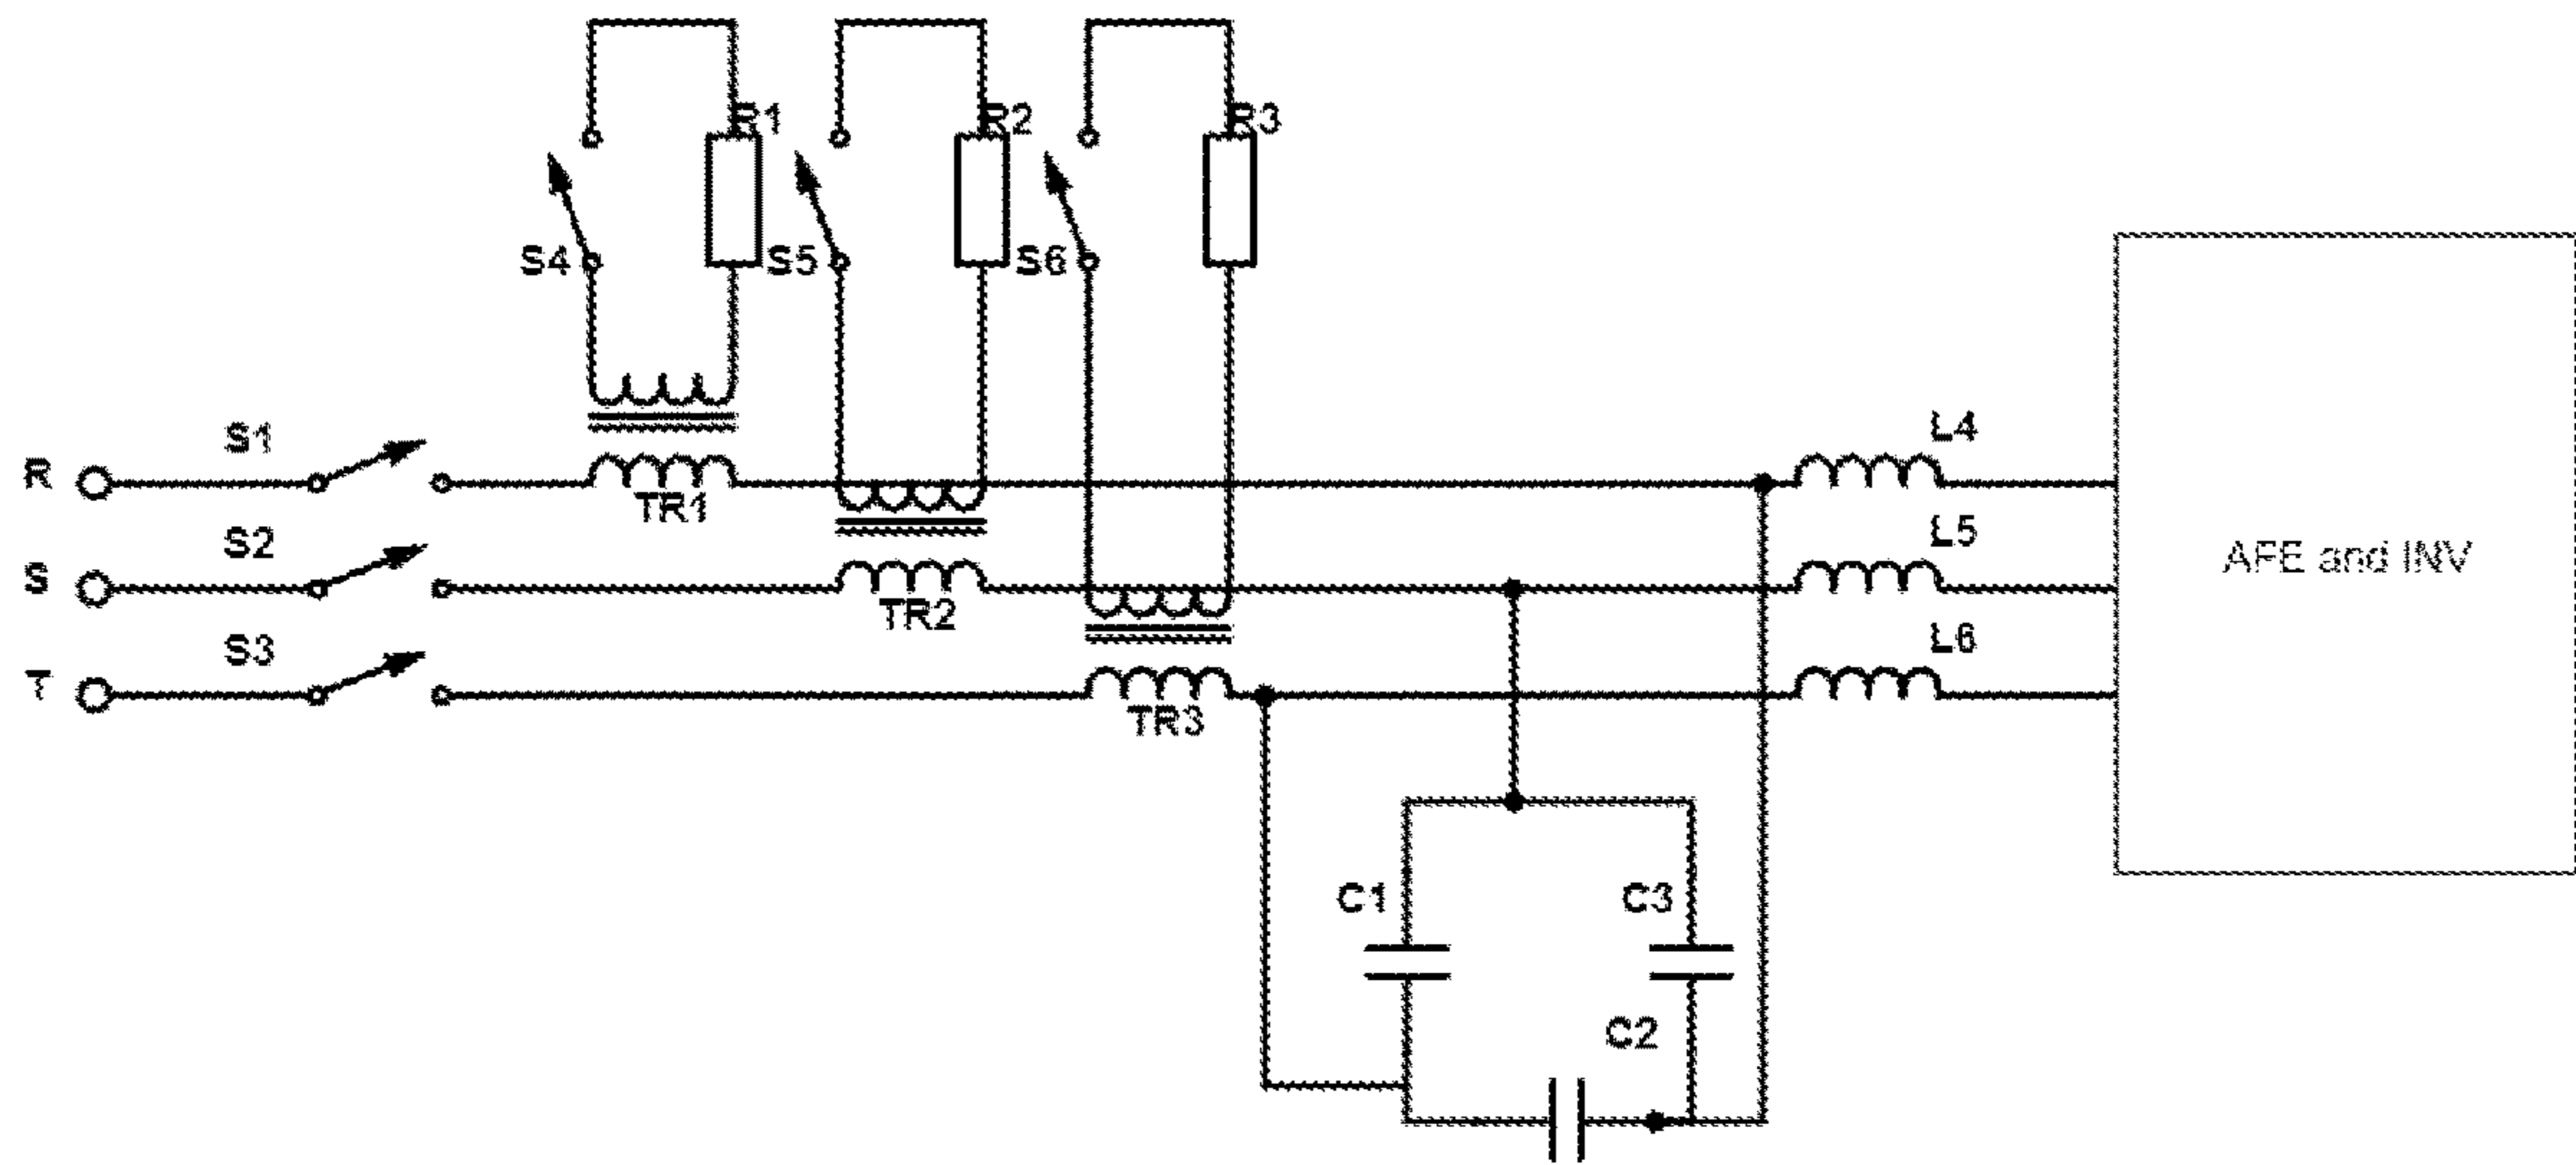 R1
R2
R3
S4
S5
S6
L4
S1
R
TR1
L5
S2
AFE and INV
S
TR2
L6
S3
T
TR3
C1
C3
C2